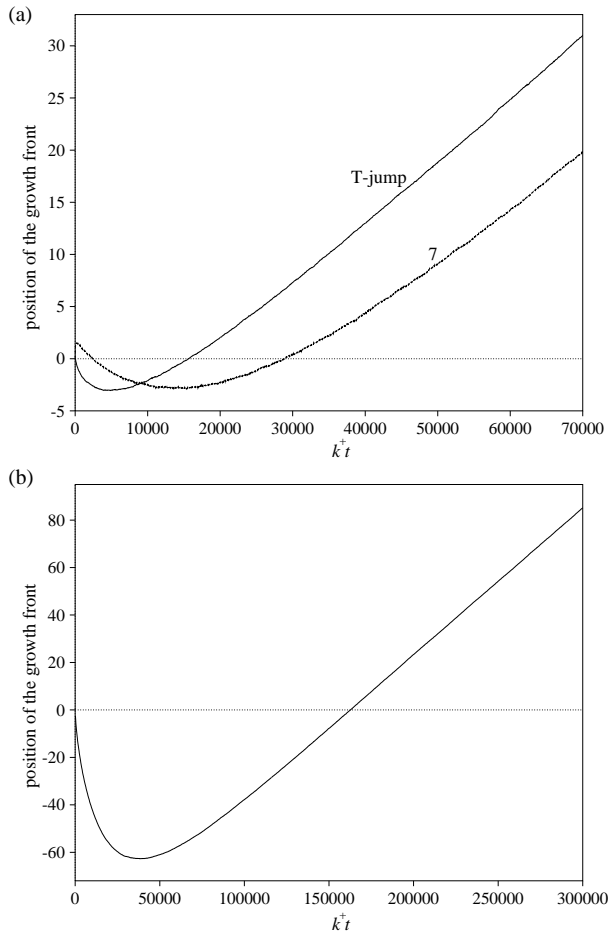 (a)
position of the growth front
30
25
20
15
10
5
0
-5
T-jump
7
0 10000 20000 30000 40000 50000 60000 70000
k⁺t
(b)
position of the growth front
80
60
40
20
0
-20
-40
-60
0 50000 100000 150000 200000 250000 300000
k⁺t